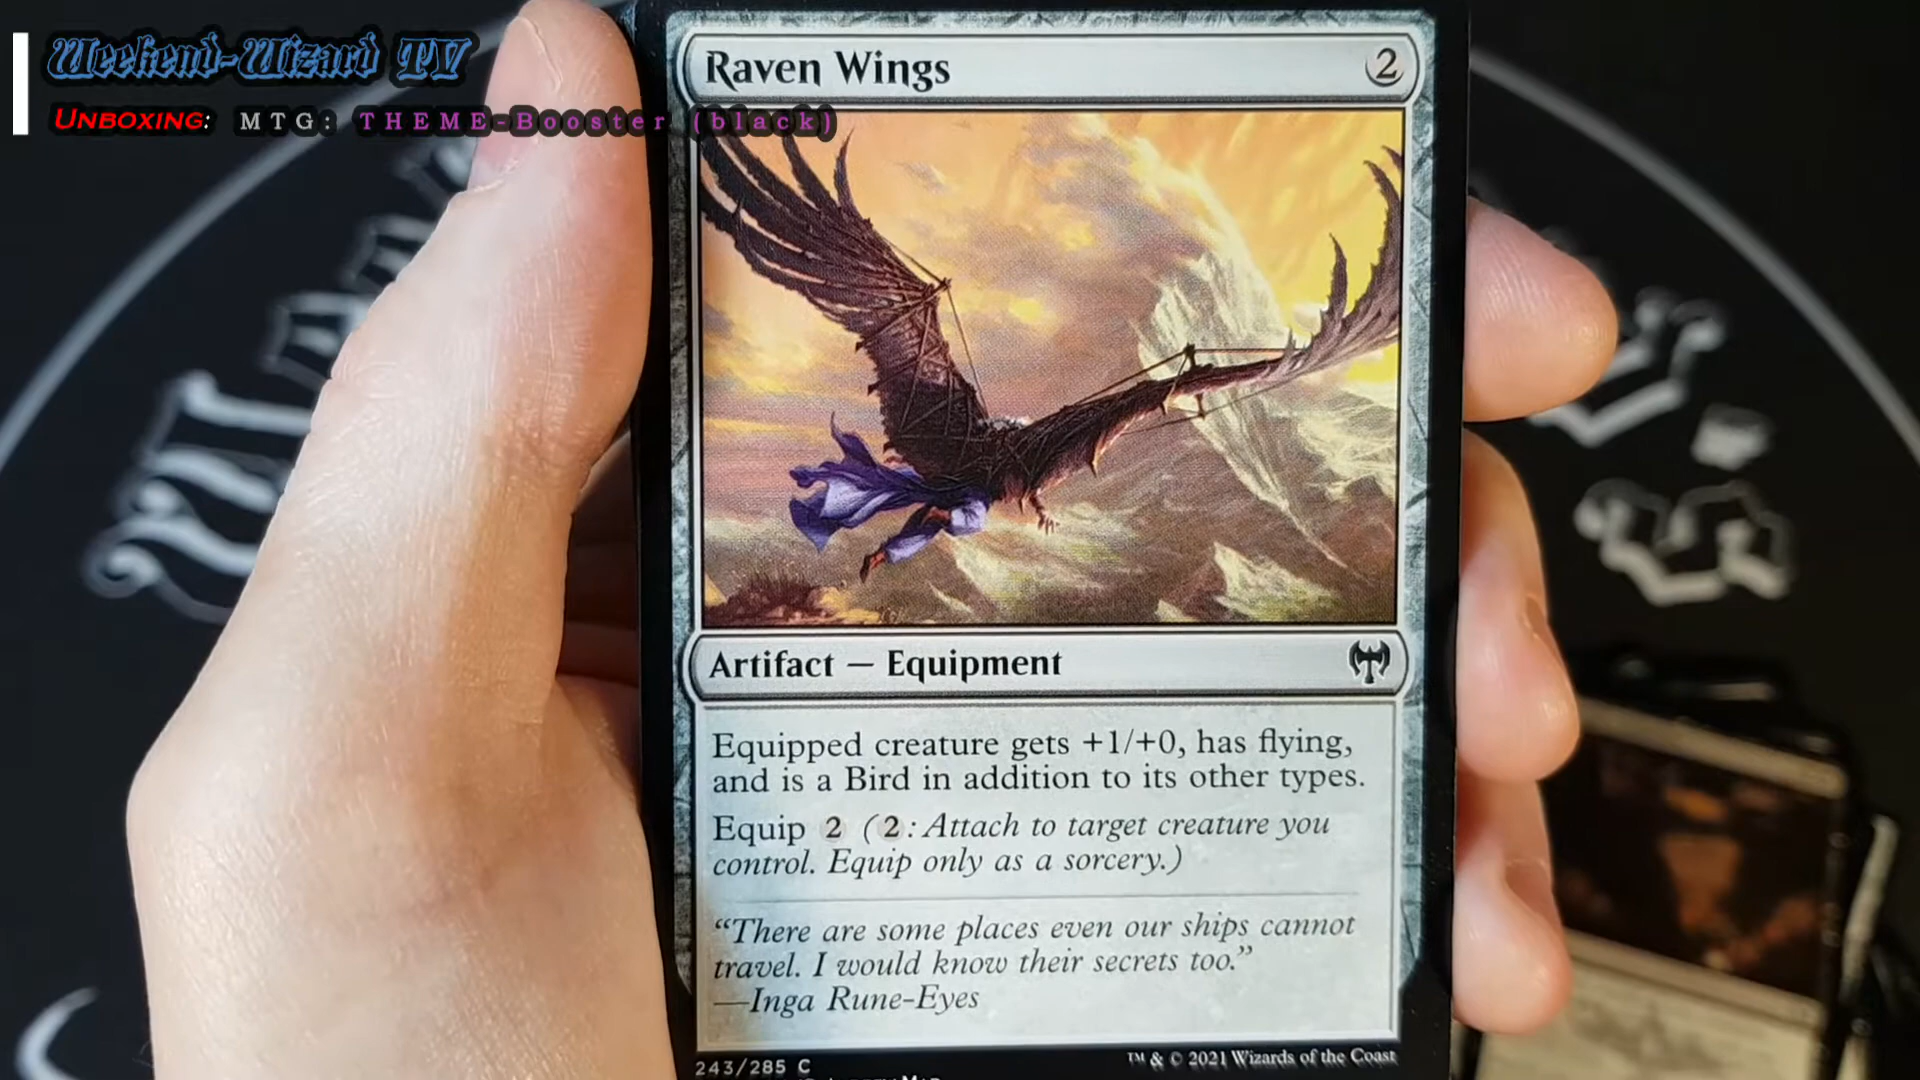 Weekend-Wizard TV
UNBOXING: MTG: THEME-Booster (black)
Raven Wings 2
Artifact — Equipment
Equipped creature gets +1/+0, has flying,
and is a Bird in addition to its other types.
Equip 2 (2: Attach to target creature you
control. Equip only as a sorcery.)
“There are some places even our ships cannot
travel. I would know their secrets too.”
—Inga Rune-Eyes
243/285 C
™ & © 2021 Wizards of the Coast